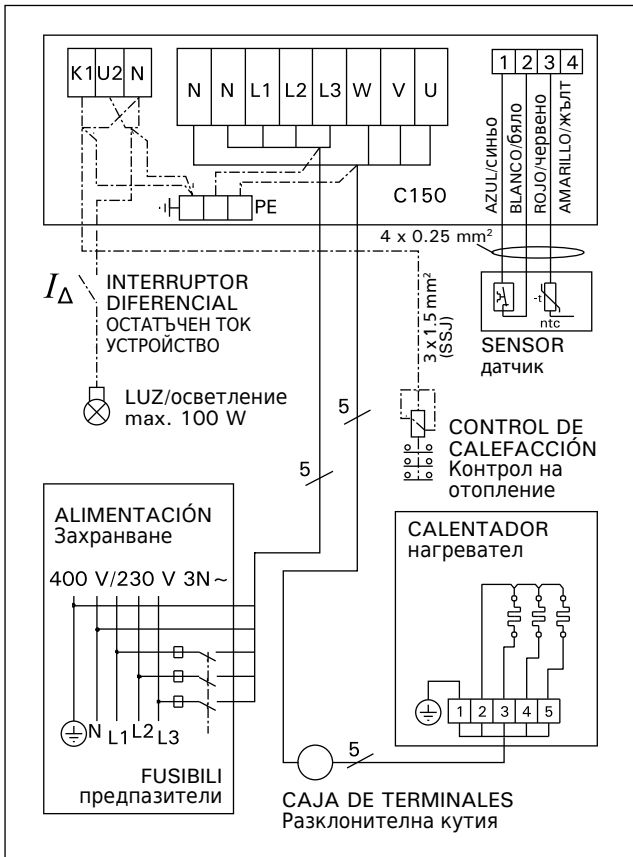 K1 U2 N
N N L1 L2 L3 W V U
1 2 3 4
AZUL/синьо
BLANCO/бяло
ROJO/червено
AMARILLO/жълт
PE
C150
4 x 0.25 mm²
I∆
INTERRUPTOR
DIFERENCIAL
ОСТАТЪЧЕН ТОК
УСТРОЙСТВО
3 x 1.5 mm²
(SSJ)
-t
ntc
SENSOR
датчик
LUZ/осветление
max. 100 W
5
5
CONTROL DE
CALEFACCIÓN
Контрол на
отопление
ALIMENTACIÓN
Захранване
400 V/230 V 3N~
N L1 L2 L3
FUSIBILI
предпазители
CALENTADOR
нагревател
1 2 3 4 5
5
CAJA DE TERMINALES
Разклонителна кутия